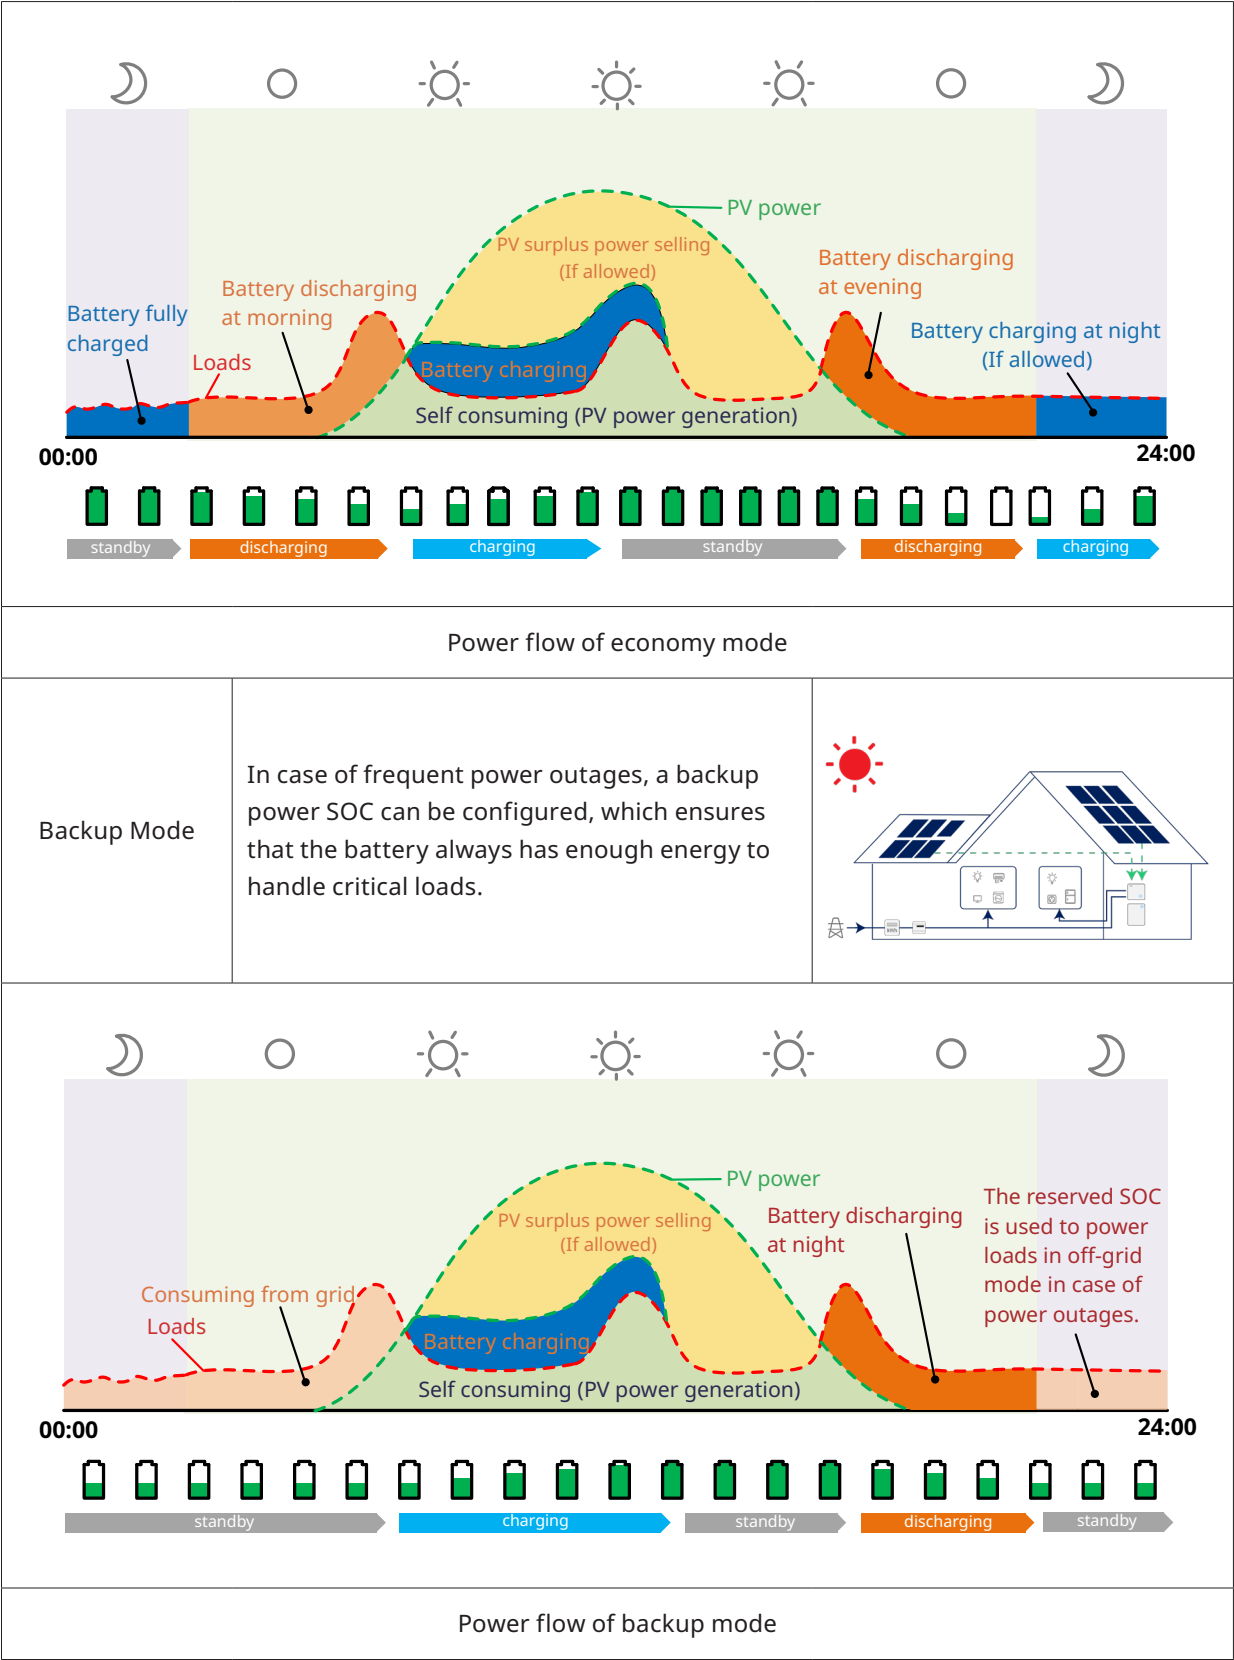 PV power
PV surplus power selling
(If allowed)
Battery discharging
at evening
Battery discharging
at morning
Battery fully
charged
Battery charging at night
(If allowed)
Loads
Battery charging
Self consuming (PV power generation)
00:00
24:00
standby
discharging
charging
standby
discharging
charging
Power flow of economy mode
Backup Mode
In case of frequent power outages, a backup
power SOC can be configured, which ensures
that the battery always has enough energy to
handle critical loads.
PV power
The reserved SOC
is used to power
loads in off-grid
mode in case of
power outages.
Battery discharging
at night
PV surplus power selling
(If allowed)
Consuming from grid
Loads
Battery charging
Self consuming (PV power generation)
00:00
24:00
standby
charging
standby
discharging
standby
Power flow of backup mode